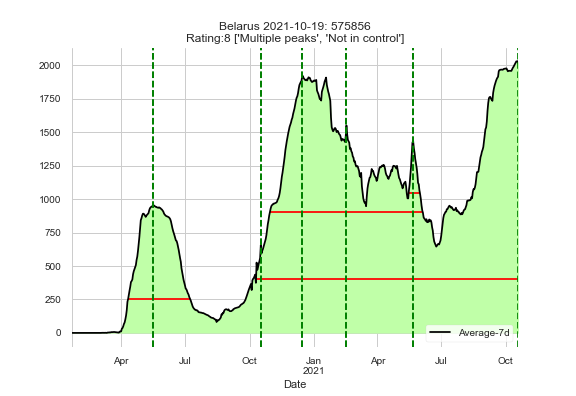 Belarus 2021-10-19: 575856
Rating:8 ['Multiple peaks', 'Not in control']
2000
1750
1500
1250
1000
750
500
250
0
Average-7d
Apr
Jul
Oct
Jan
2021
Apr
Jul
Oct
Date